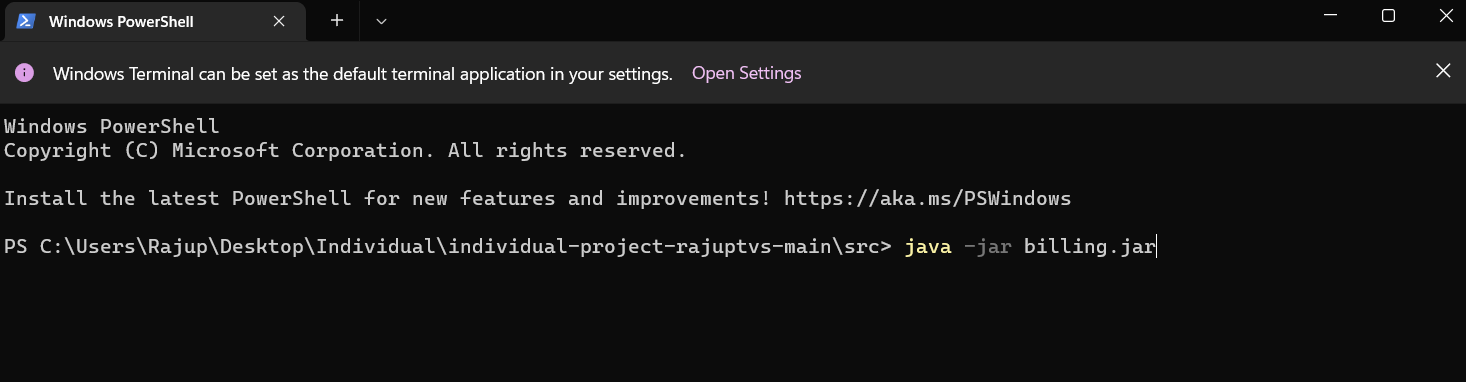 Windows PowerShell
Windows Terminal can be set as the default terminal application in your settings. Open Settings
Windows PowerShell
Copyright (C) Microsoft Corporation. All rights reserved.
Install the latest PowerShell for new features and improvements! https://aka.ms/PSWindows
PS C:\Users\Rajup\Desktop\Individual\individual-project-rajuptvs-main\src> java -jar billing.jar